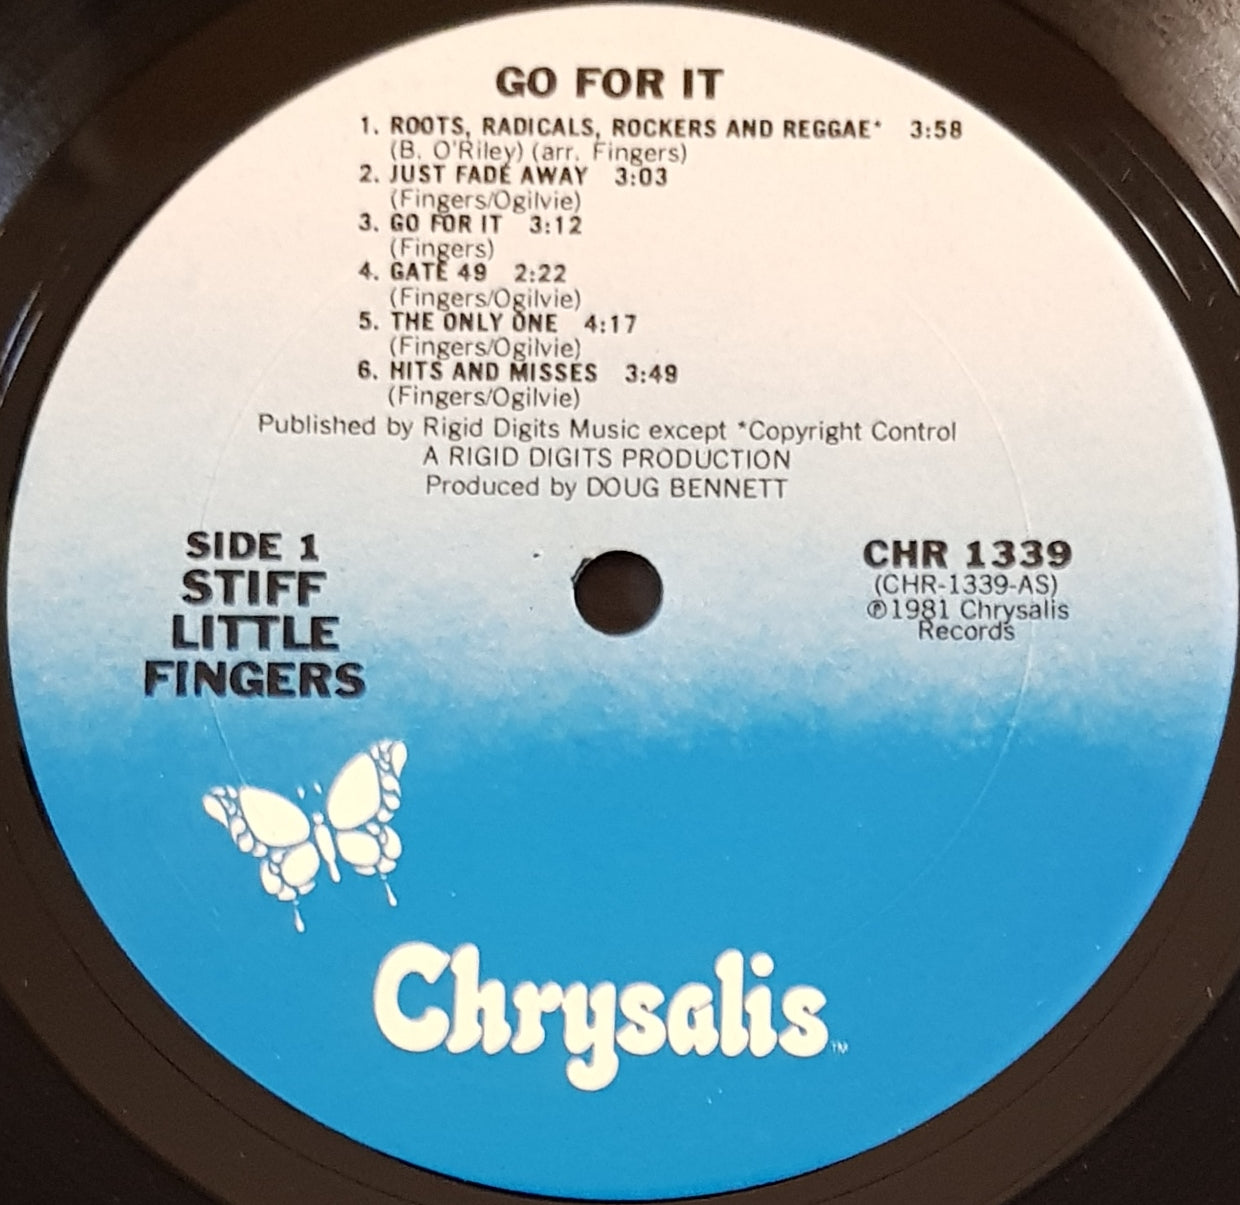 GO FOR IT
1. ROOTS, RADICALS, ROCKERS AND REGGAE* 3:58
(B. O'Riley) (arr. Fingers)
2. JUST FADE AWAY 3:03
(Fingers/Ogilvie)
3. GO FOR IT 3:12
(Fingers)
4. GATE 49 2:22
(Fingers/Ogilvie)
5. THE ONLY ONE 4:17
(Fingers/Ogilvie)
6. HITS AND MISSES 3:49
(Fingers/Ogilvie)
Published by Rigid Digits Music except *Copyright Control
A RIGID DIGITS PRODUCTION
Produced by DOUG BENNETT
SIDE 1
STIFF
LITTLE
FINGERS
CHR 1339
(CHR-1339-AS)
℗1981 Chrysalis
Records
Chrysalis™